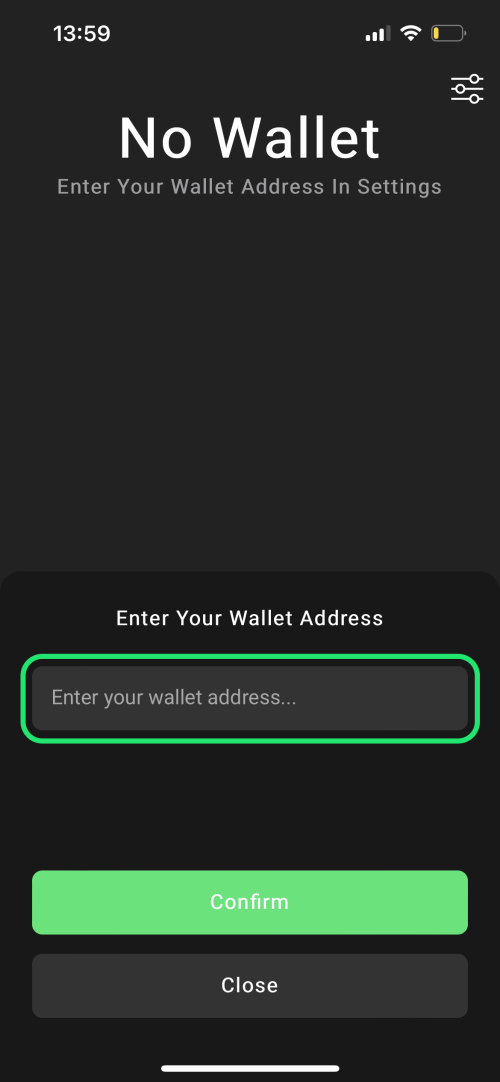 13:59
No Wallet
Enter Your Wallet Address In Settings
Enter Your Wallet Address
Enter your wallet address...
Confirm
Close